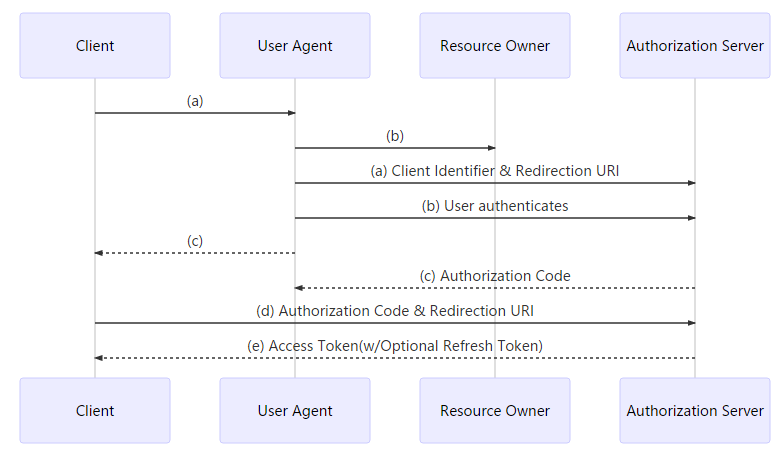 Client
User Agent
Resource Owner
Authorization Server
(a)
(b)
(a) Client Identifier & Redirection URI
(b) User authenticates
(c)
(c) Authorization Code
(d) Authorization Code & Redirection URI
(e) Access Token(w/Optional Refresh Token)
Client
User Agent
Resource Owner
Authorization Server